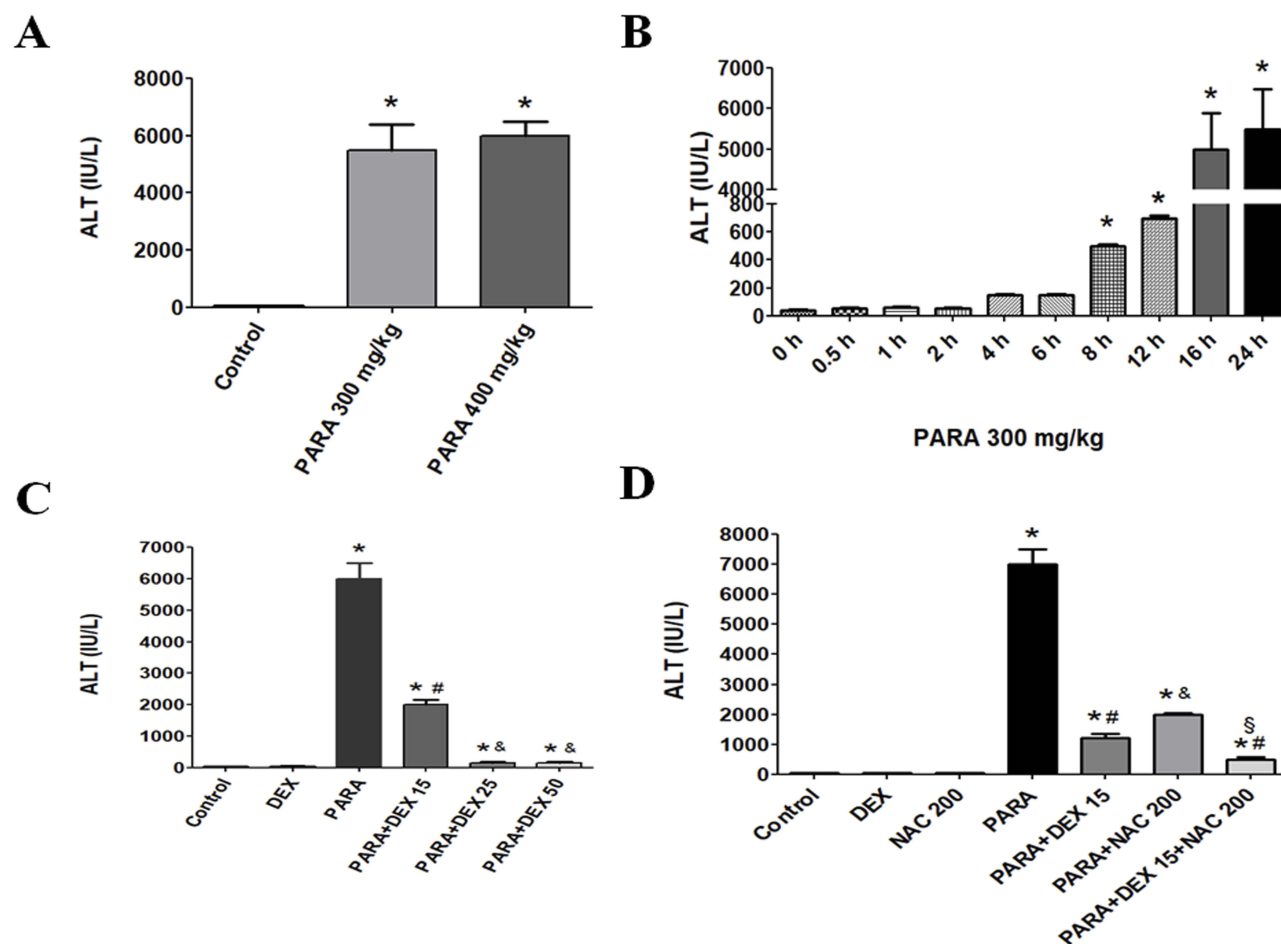 A
ALT (IU/L)
8000
6000
4000
2000
0
*
*
Control
PARA 300 mg/kg
PARA 400 mg/kg
B
ALT (IU/L)
7000
6000
5000
4000
800
600
400
200
0
*
*
*
*
0 h
0.5 h
1 h
2 h
4 h
6 h
8 h
12 h
16 h
24 h
PARA 300 mg/kg
C
ALT (IU/L)
7000
6000
5000
4000
3000
2000
1000
0
*
* #
* &
* &
Control
DEX
PARA
PARA+DEX 15
PARA+DEX 25
PARA+DEX 50
D
ALT (IU/L)
8000
7000
6000
5000
4000
3000
2000
1000
0
*
* #
* &
§
* #
Control
DEX
NAC 200
PARA
PARA+DEX 15
PARA+NAC 200
PARA+DEX 15+NAC 200